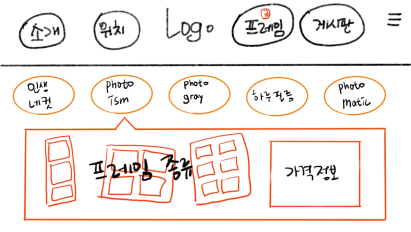 소개
위치
Logo
3
프레임
게시판
인생
네컷
photo
ism
photo
gray
하루필름
photo
matic
프레임 종류
가격정보